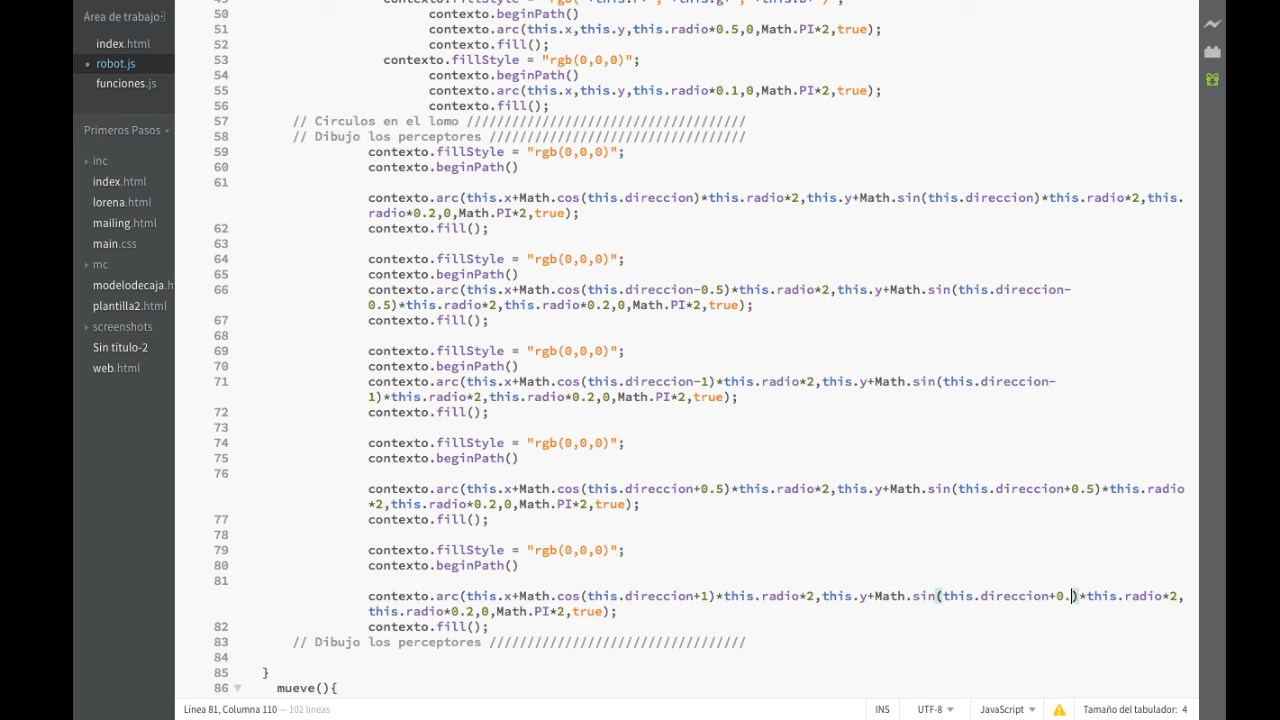 Área de trabajo
index.html
robot.js
funciones.js
Primeros Pasos
inc
index.html
lorena.html
mailing.html
main.css
mc
modelodecaja.h
plantilla2.html
screenshots
Sin título-2
web.html
50 contexto.beginPath()
51 contexto.arc(this.x,this.y,this.radio*0.5,0,Math.PI*2,true);
52 contexto.fill();
53 contexto.fillStyle = "rgb(0,0,0)";
54 contexto.beginPath()
55 contexto.arc(this.x,this.y,this.radio*0.1,0,Math.PI*2,true);
56 contexto.fill();
57 // Circulos en el lomo /////////////////////////////////////
58 // Dibujo los perceptores //////////////////////////////////
59 contexto.fillStyle = "rgb(0,0,0)";
60 contexto.beginPath()
61
contexto.arc(this.x+Math.cos(this.direccion)*this.radio*2,this.y+Math.sin(this.direccion)*this.radio*2,this.
radio*0.2,0,Math.PI*2,true);
62 contexto.fill();
63
64 contexto.fillStyle = "rgb(0,0,0)";
65 contexto.beginPath()
66 contexto.arc(this.x+Math.cos(this.direccion-0.5)*this.radio*2,this.y+Math.sin(this.direccion-
0.5)*this.radio*2,this.radio*0.2,0,Math.PI*2,true);
67 contexto.fill();
68
69 contexto.fillStyle = "rgb(0,0,0)";
70 contexto.beginPath()
71 contexto.arc(this.x+Math.cos(this.direccion-1)*this.radio*2,this.y+Math.sin(this.direccion-
1)*this.radio*2,this.radio*0.2,0,Math.PI*2,true);
72 contexto.fill();
73
74 contexto.fillStyle = "rgb(0,0,0)";
75 contexto.beginPath()
76
contexto.arc(this.x+Math.cos(this.direccion+0.5)*this.radio*2,this.y+Math.sin(this.direccion+0.5)*this.radio
*2,this.radio*0.2,0,Math.PI*2,true);
77 contexto.fill();
78
79 contexto.fillStyle = "rgb(0,0,0)";
80 contexto.beginPath()
81
contexto.arc(this.x+Math.cos(this.direccion+1)*this.radio*2,this.y+Math.sin(this.direccion+0.)*this.radio*2,
this.radio*0.2,0,Math.PI*2,true);
82 contexto.fill();
83 // Dibujo los perceptores //////////////////////////////////
84
85 }
86 mueve(){
Línea 81, Columna 110 — 102 líneas
INS UTF-8 JavaScript Tamaño del tabulador: 4